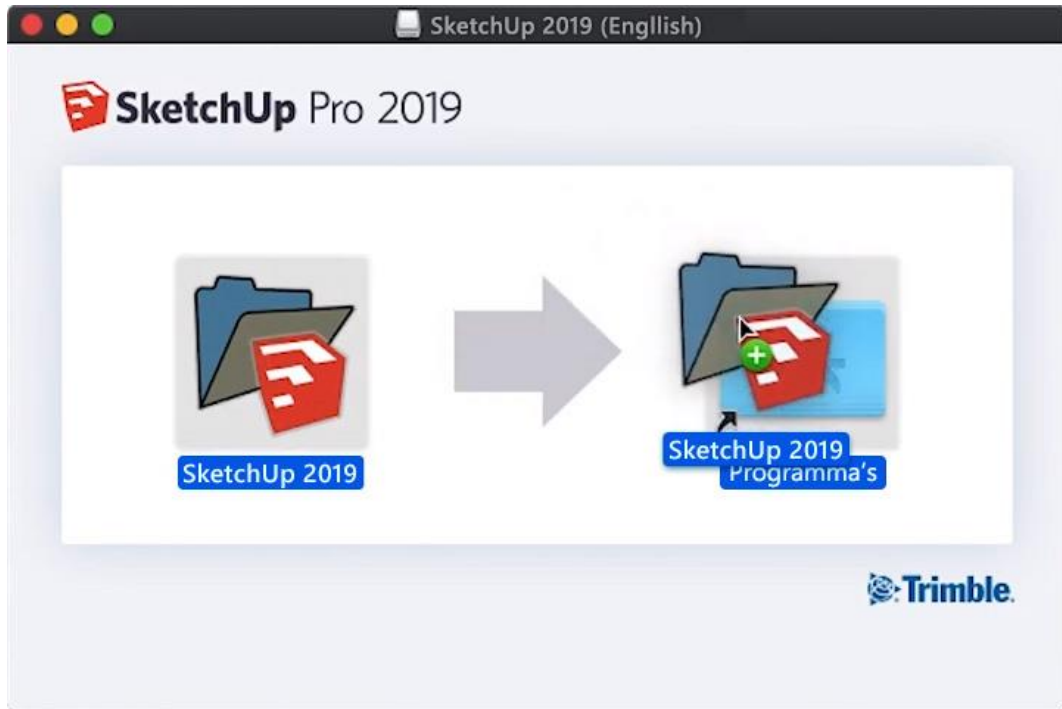 SketchUp 2019 (Engllish)
SketchUp Pro 2019
SketchUp 2019
SketchUp 2019
Programma's
Trimble.